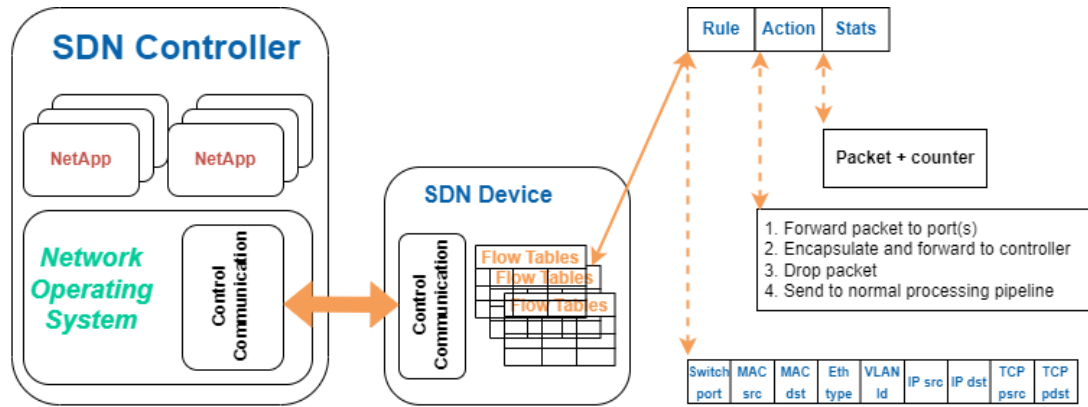 SDN Controller
NetApp
NetApp
Network
Operating
System
Control
Communication
SDN Device
Control
Communication
Flow Tables
Flow Tables
Flow Tables
Rule Action Stats
Packet + counter
1. Forward packet to port(s)
2. Encapsulate and forward to controller
3. Drop packet
4. Send to normal processing pipeline
Switch port
MAC src
MAC dst
Eth type
VLAN Id
IP src
IP dst
TCP psrc
TCP pdst